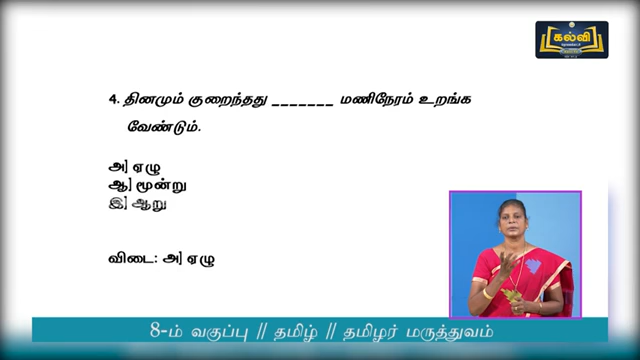 கல்வி
4. தினமும் குறைந்தது _______ மணிநேரம் உறங்க
வேண்டும்.
அ] ஏழு
ஆ] மூன்று
இ] ஆறு
விடை: அ] ஏழு
8-ம் வகுப்பு // தமிழ் // தமிழர் மருத்துவம்